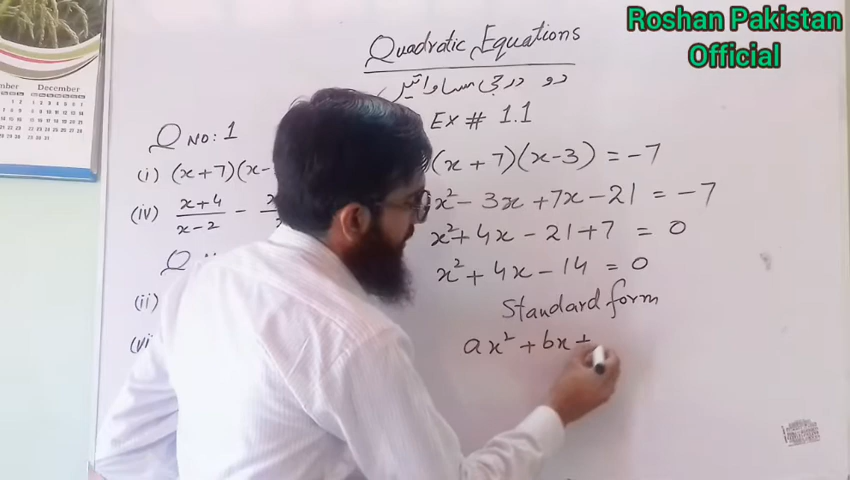 Roshan Pakistan
Official
Quadratic Equations
دو درجی مساواتیں
EX # 1.1
Q NO: 1
(i) (x+7)(x-
(x + 7)(x-3) = -7
(iv) x+4/x-2 -
x² - 3x + 7x - 21 = -7
x² + 4x - 21 + 7 = 0
x² + 4x - 14 = 0
Q
(ii)
Standard form
(vi
ax² + bx +
December